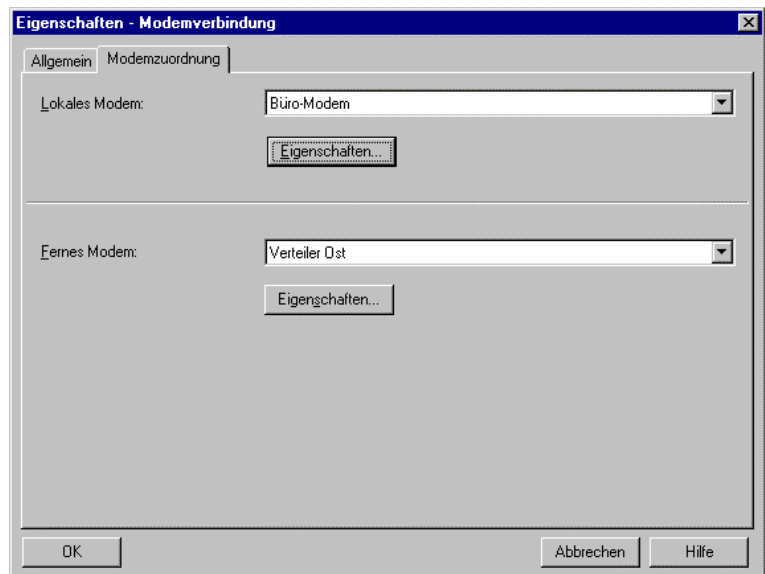 Eigenschaften - Modemverbindung
Allgemein Modemzuordnung
Lokales Modem: Büro-Modem
Eigenschaften...
Fernes Modem: Verteiler Ost
Eigenschaften...
OK Abbrechen Hilfe